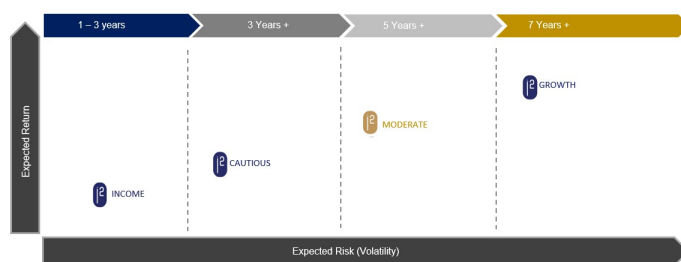 1 – 3 years
3 Years +
5 Years +
7 Years +
Expected Return
GROWTH
MODERATE
CAUTIOUS
INCOME
Expected Risk (Volatility)